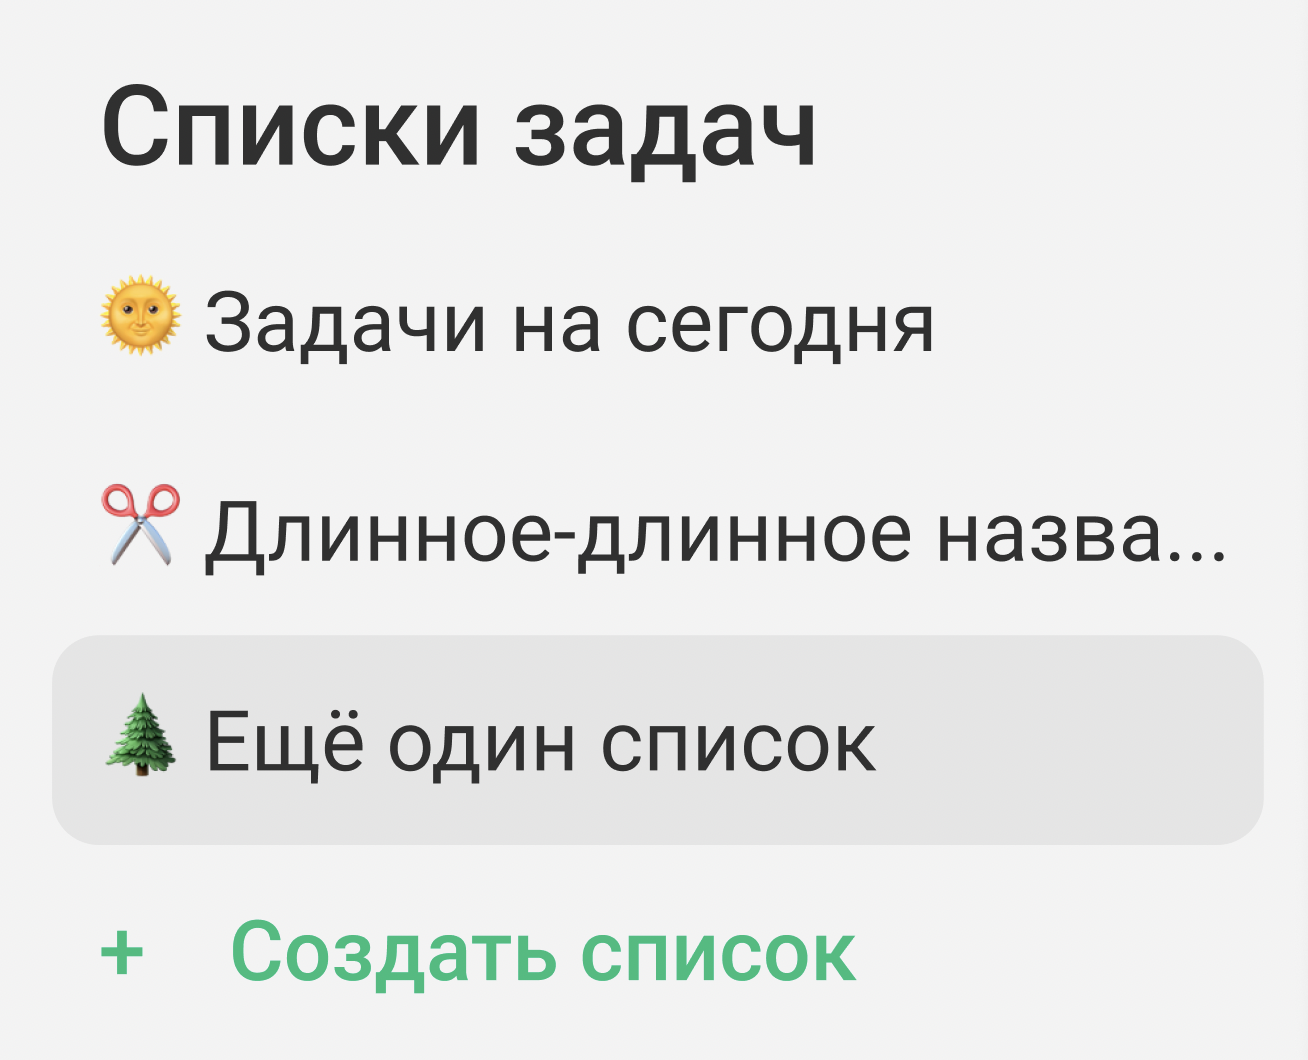 Списки задач
🌞 Задачи на сегодня
✂️ Длинное-длинное назва...
🌲 Ещё один список
+ Создать список